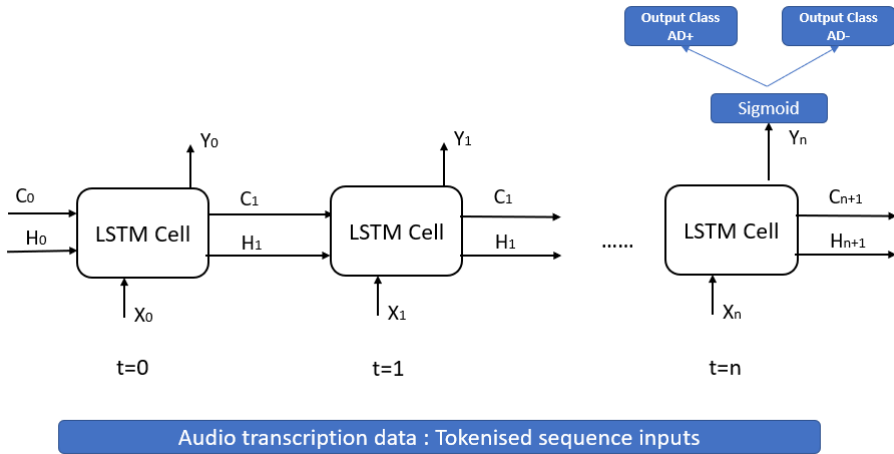 Output Class
AD+
Output Class
AD-
Sigmoid
Y0
Y1
Yn
C0
C1
C1
Cn+1
LSTM Cell
LSTM Cell
......
LSTM Cell
H0
H1
H1
Hn+1
X0
X1
Xn
t=0
t=1
t=n
Audio transcription data : Tokenised sequence inputs